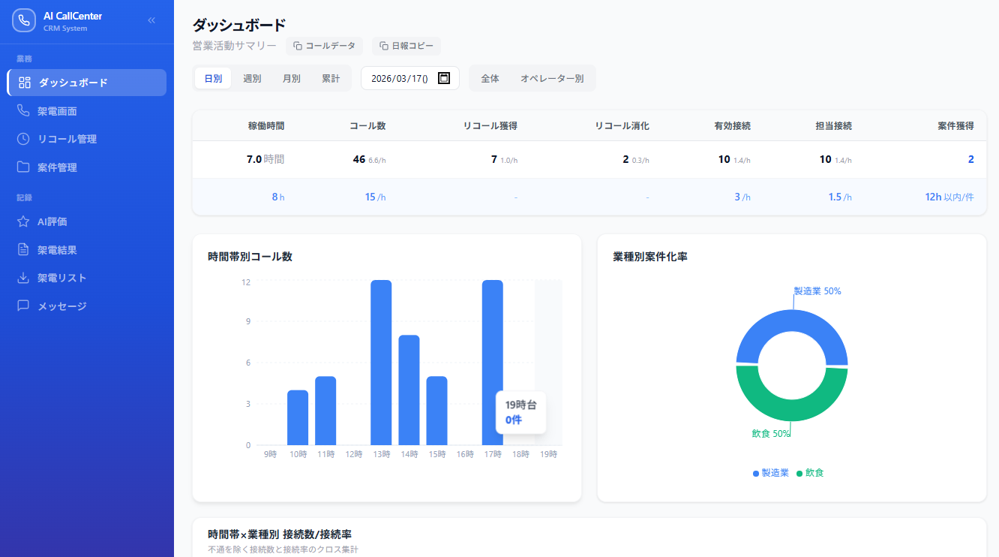 AI CallCenter
CRM System
業務
ダッシュボード
架電画面
リコール管理
案件管理
記録
AI評価
架電結果
架電リスト
メッセージ
ダッシュボード
営業活動サマリー コールデータ 日報コピー
日別 週別 月別 累計 2026/03/17() 全体 オペレーター別
稼働時間 コール数 リコール獲得 リコール消化 有効接続 担当接続 案件獲得
7.0 時間 46 6.6/h 7 1.0/h 2 0.3/h 10 1.4/h 10 1.4/h 2
8 h 15 /h - - 3 /h 1.5 /h 12h 以内/件
時間帯別コール数
12
9
6
3
0
9時 10時 11時 12時 13時 14時 15時 16時 17時 18時 19時
19時台
0件
業種別案件化率
製造業 50%
飲食 50%
製造業 飲食
時間帯×業種別 接続数/接続率
不通を除く接続数と接続率のクロス集計